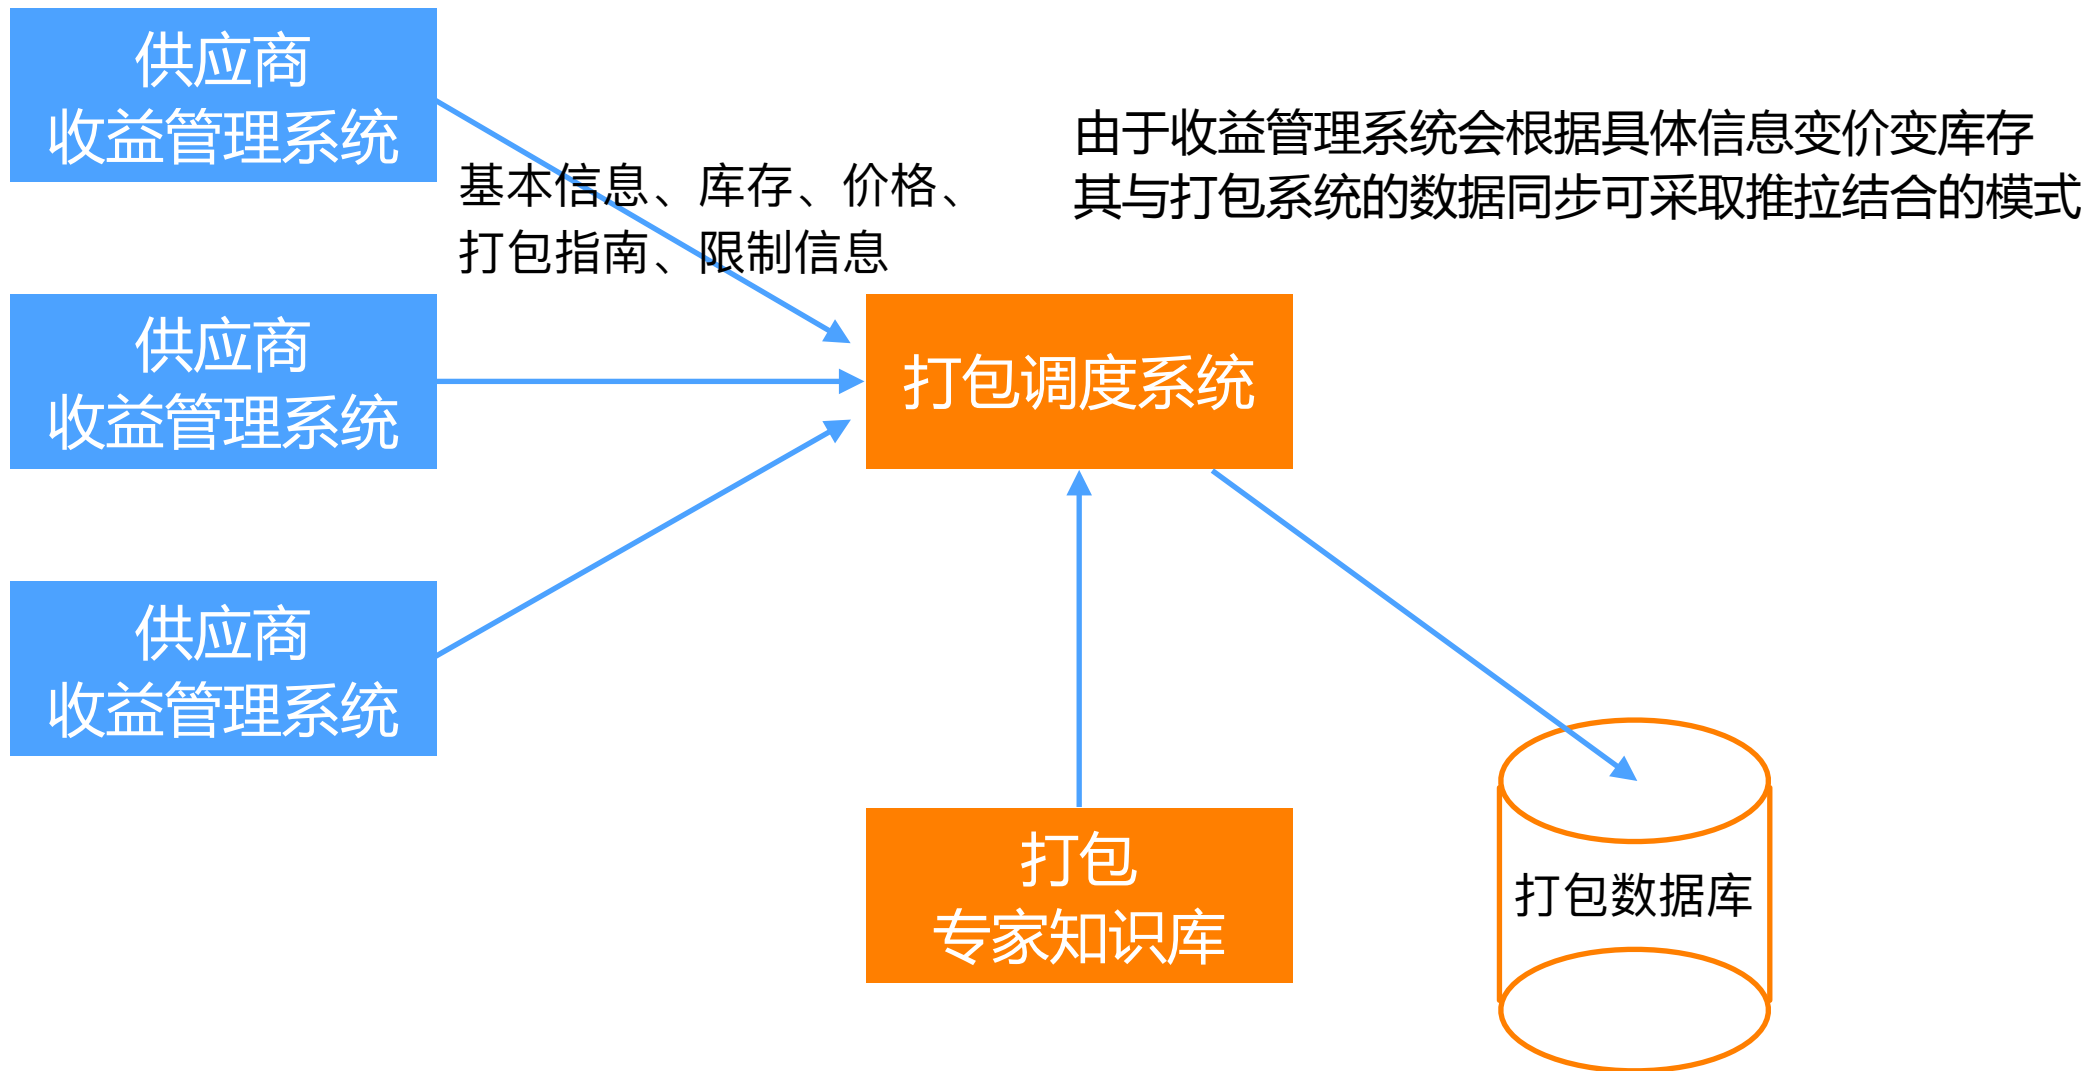 供应商
收益管理系统
由于收益管理系统会根据具体信息变价变库存
其与打包系统的数据同步可采取推拉结合的模式
基本信息、库存、价格、
打包指南、限制信息
供应商
收益管理系统
打包调度系统
供应商
收益管理系统
打包
专家知识库
打包数据库